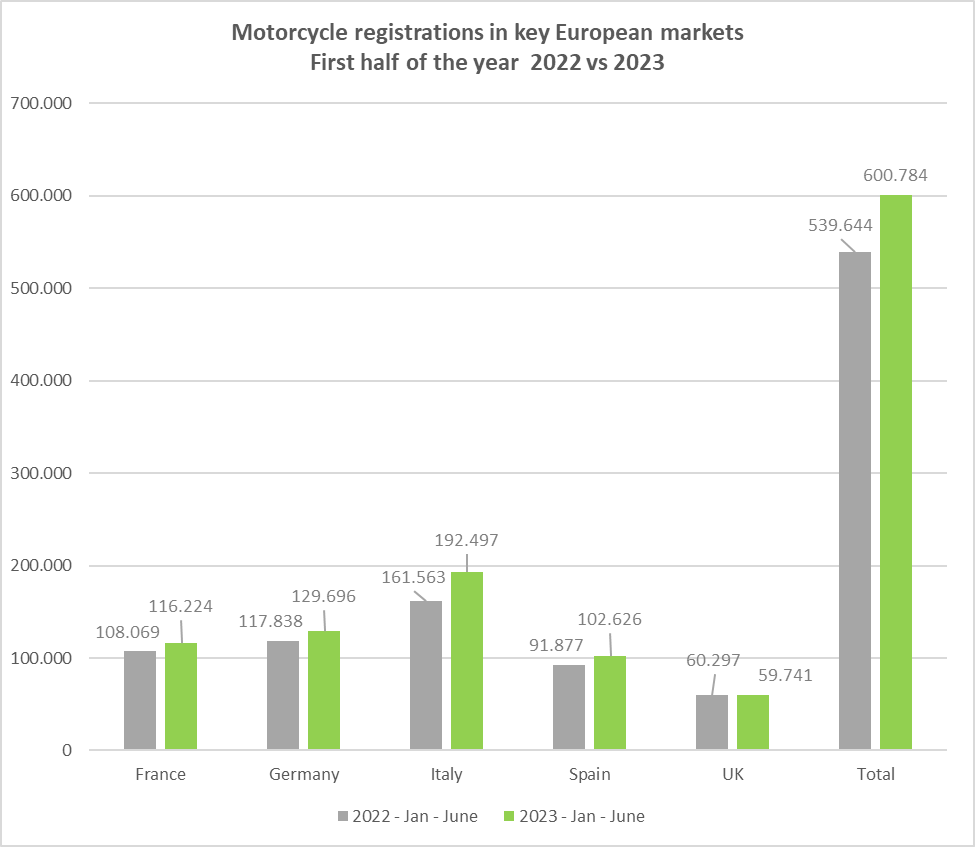 Motorcycle registrations in key European markets
First half of the year 2022 vs 2023
700.000
600.000
500.000
400.000
300.000
200.000
100.000
0
108.069
116.224
117.838
129.696
161.563
192.497
91.877
102.626
60.297
59.741
539.644
600.784
France
Germany
Italy
Spain
UK
Total
2022 - Jan - June
2023 - Jan - June